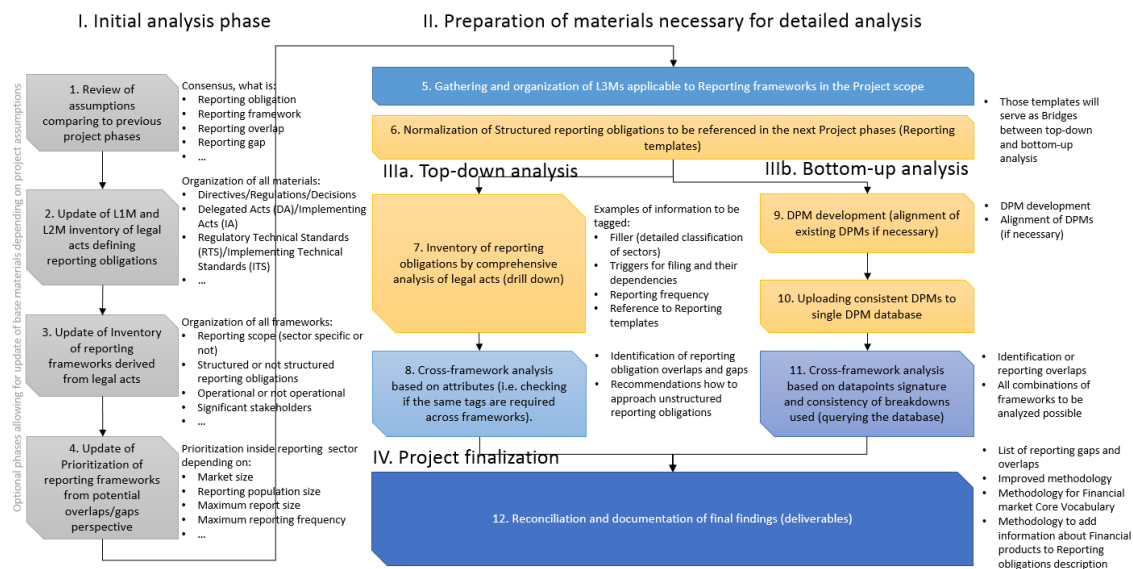 I. Initial analysis phase
II. Preparation of materials necessary for detailed analysis
Optional phases allowing for update of base materials depending on project assumptions
1. Review of
assumptions
comparing to previous
project phases
Consensus, what is:
• Reporting obligation
• Reporting framework
• Reporting overlap
• Reporting gap
• ...
2. Update of L1M and
L2M inventory of legal
acts defining
reporting obligations
Organization of all materials:
• Directives/Regulations/Decisions
• Delegated Acts (DA)/Implementing
Acts (IA)
• Regulatory Technical Standards
(RTS)/Implementing Technical
Standards (ITS)
• ...
3. Update of Inventory
of reporting
frameworks derived
from legal acts
Organization of all frameworks:
• Reporting scope (sector specific or
not)
• Structured or not structured
reporting obligations
• Operational or not operational
• Significant stakeholders
• ...
4. Update of
Prioritization of
reporting frameworks
from potential
overlaps/gaps
perspective
Prioritization inside reporting sector
depending on:
• Market size
• Reporting population size
• Maximum report size
• Maximum reporting frequency
• ...
5. Gathering and organization of L3Ms applicable to Reporting frameworks in the Project scope
6. Normalization of Structured reporting obligations to be referenced in the next Project phases (Reporting
templates)
• Those templates will
serve as Bridges
between top-down
and bottom-up
analysis
IIIa. Top-down analysis
IIIb. Bottom-up analysis
7. Inventory of reporting
obligations by comprehensive
analysis of legal acts (drill down)
Examples of information to be
tagged:
• Filler (detailed classification
of sectors)
• Triggers for filing and their
dependencies
• Reporting frequency
• Reference to Reporting
templates
9. DPM development (alignment of
existing DPMs if necessary)
• DPM development
• Alignment of DPMs
(if necessary)
10. Uploading consistent DPMs to
single DPM database
8. Cross-framework analysis
based on attributes (i.e. checking
if the same tags are required
across frameworks).
• Identification of reporting
obligation overlaps and gaps
• Recommendations how to
approach unstructured
reporting obligations
11. Cross-framework analysis
based on datapoints signature
and consistency of breakdowns
used (querying the database)
• Identification or
reporting overlaps
• All combinations of
frameworks to be
analyzed possible
IV. Project finalization
12. Reconciliation and documentation of final findings (deliverables)
• List of reporting gaps and
overlaps
• Improved methodology
• Methodology for Financial
market Core Vocabulary
• Methodology to add
information about Financial
products to Reporting
obligations description